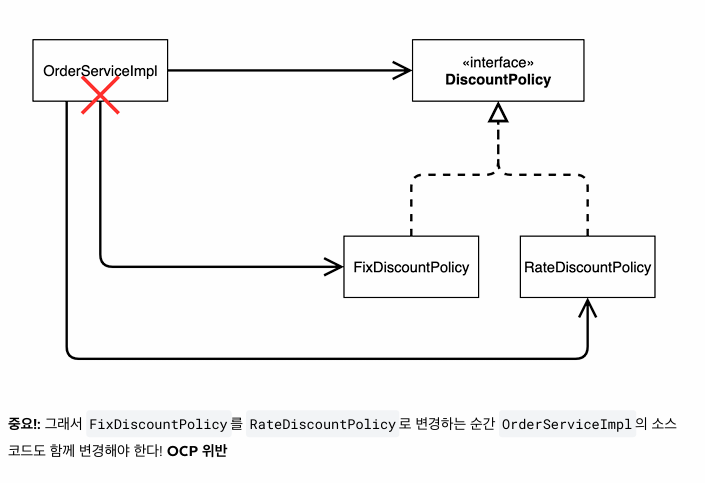 OrderServiceImpl
«interface»
DiscountPolicy
FixDiscountPolicy
RateDiscountPolicy
중요!: 그래서 FixDiscountPolicy 를 RateDiscountPolicy 로 변경하는 순간 OrderServiceImpl 의 소스
코드도 함께 변경해야 한다! OCP 위반